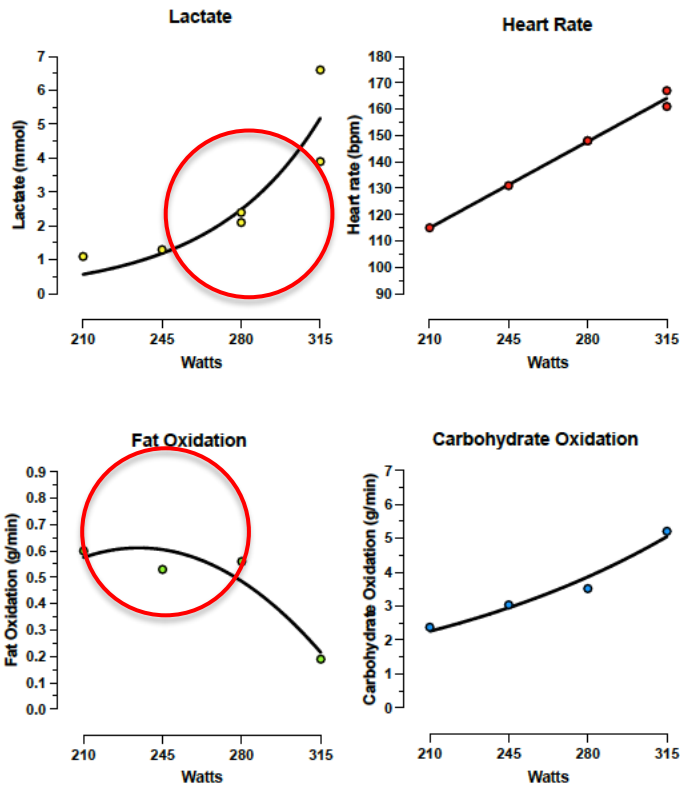 Lactate
Lactate (mmol)
7
6
5
4
3
2
1
0
210 245 280 315
Watts
Heart Rate
Heart rate (bpm)
180
170
160
150
140
130
120
110
100
90
210 245 280 315
Watts
Fat Oxidation
Fat Oxidation (g/min)
0.9
0.8
0.7
0.6
0.5
0.4
0.3
0.2
0.1
0.0
210 245 280 315
Watts
Carbohydrate Oxidation
Carbohydrate Oxidation (g/min)
7
6
5
4
3
2
1
0
210 245 280 315
Watts